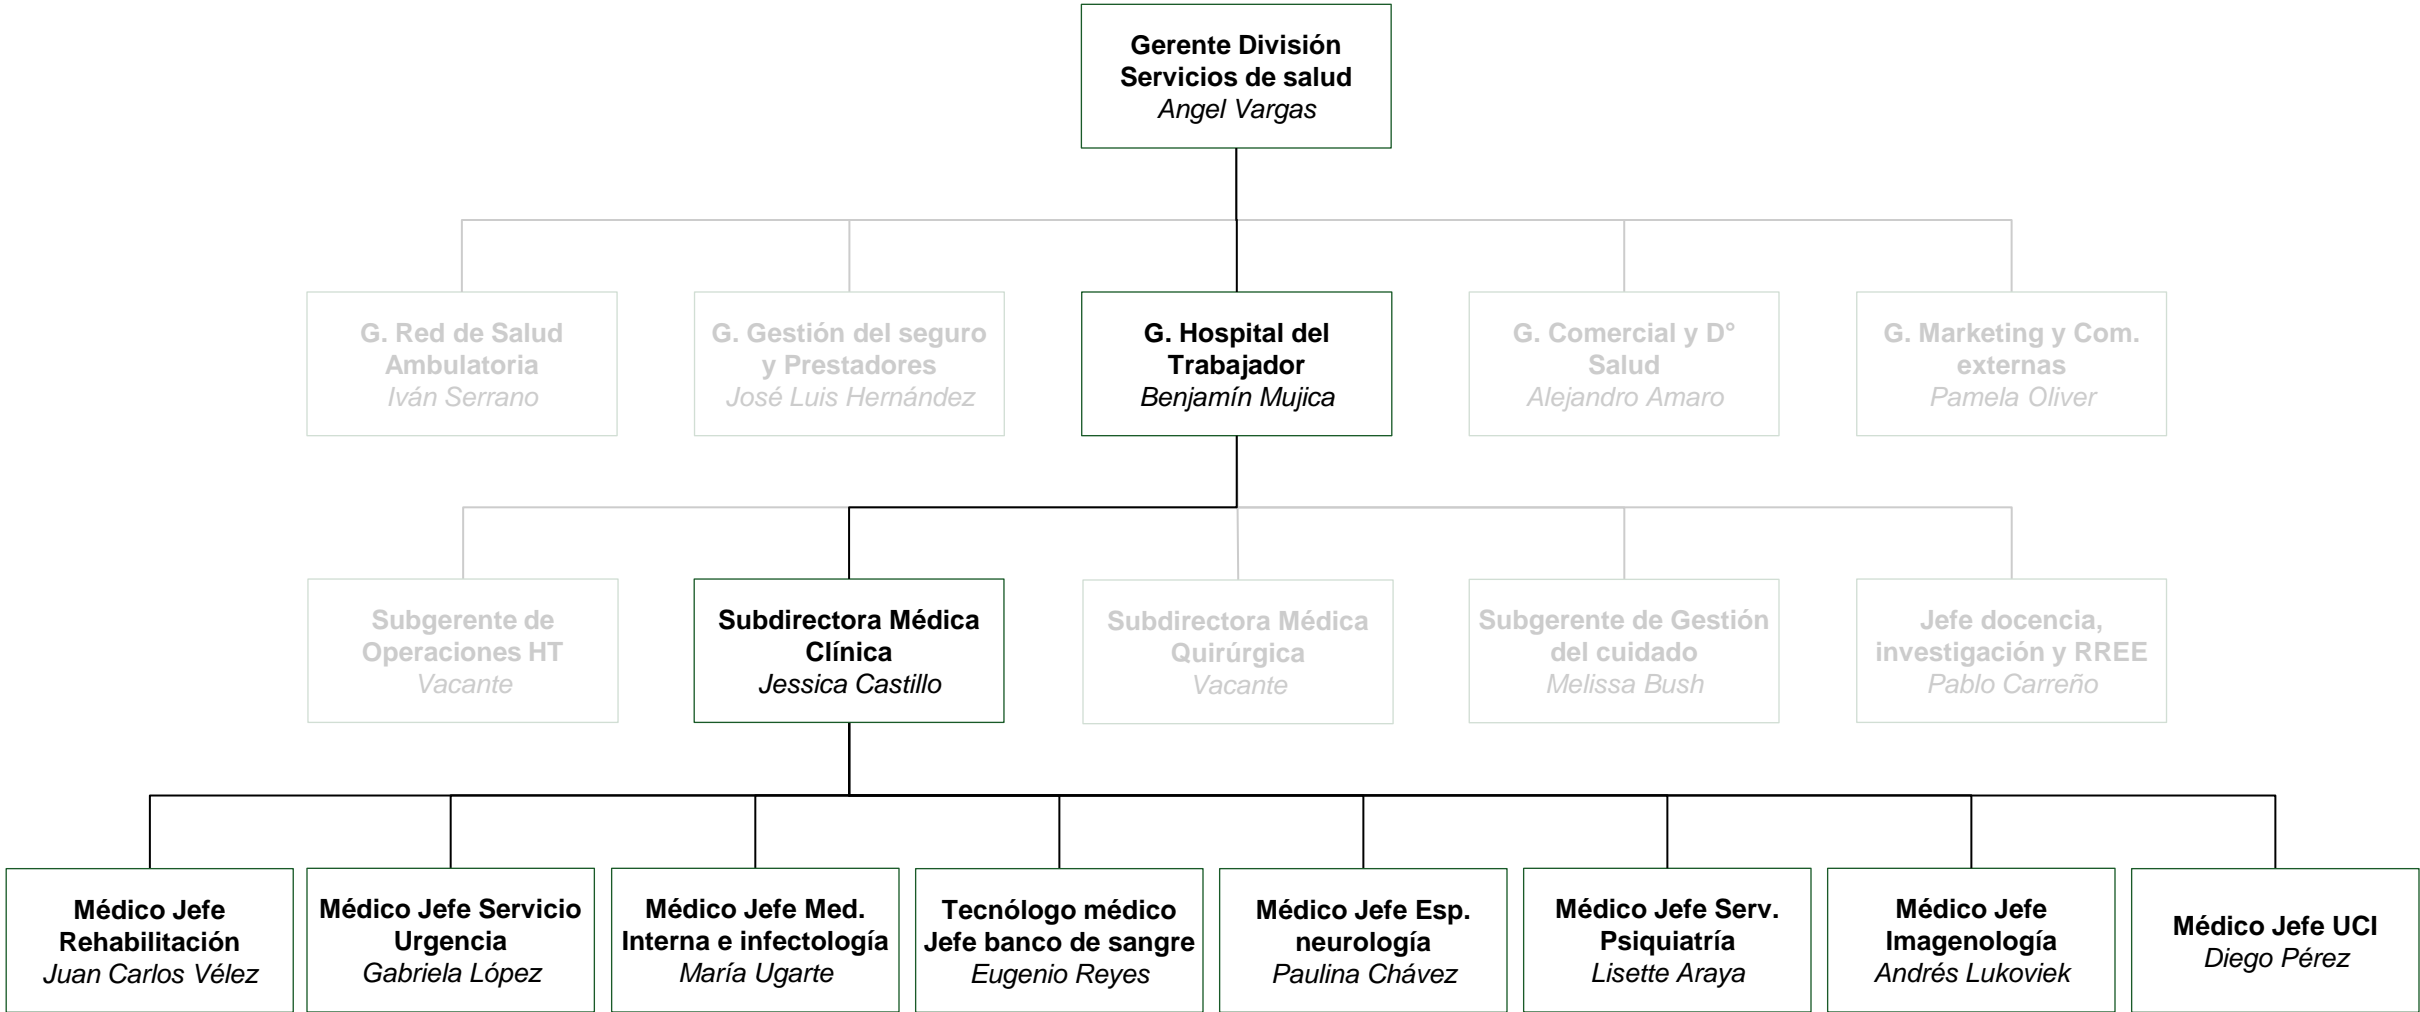 Gerente División
Servicios de salud
Angel Vargas
G. Red de Salud
Ambulatoria
Iván Serrano
G. Gestión del seguro
y Prestadores
José Luis Hernández
G. Hospital del
Trabajador
Benjamín Mujica
G. Comercial y D°
Salud
Alejandro Amaro
G. Marketing y Com.
externas
Pamela Oliver
Subgerente de
Operaciones HT
Vacante
Subdirectora Médica
Clínica
Jessica Castillo
Subdirectora Médica
Quirúrgica
Vacante
Subgerente de Gestión
del cuidado
Melissa Bush
Jefe docencia,
investigación y RREE
Pablo Carreño
Médico Jefe
Rehabilitación
Juan Carlos Vélez
Médico Jefe Servicio
Urgencia
Gabriela López
Médico Jefe Med.
Interna e infectología
María Ugarte
Tecnólogo médico
Jefe banco de sangre
Eugenio Reyes
Médico Jefe Esp.
neurología
Paulina Chávez
Médico Jefe Serv.
Psiquiatría
Lisette Araya
Médico Jefe
Imagenología
Andrés Lukoviek
Médico Jefe UCI
Diego Pérez